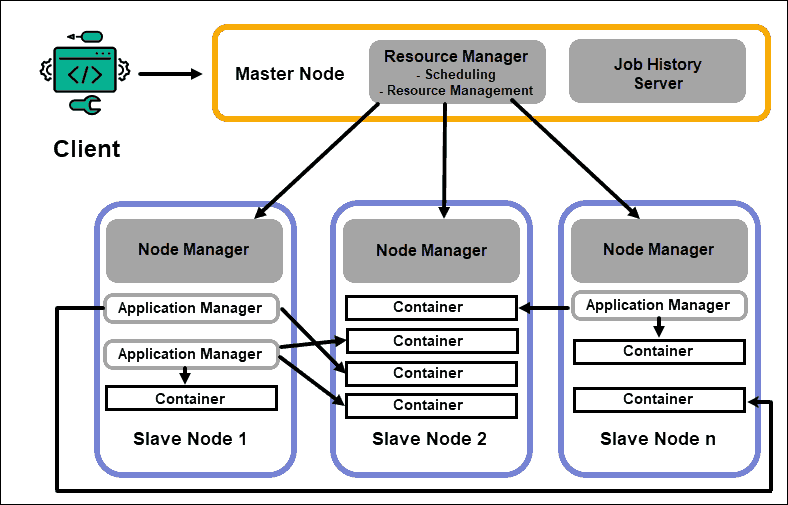 Client
Master Node
Resource Manager
- Scheduling
- Resource Management
Job History
Server
Node Manager
Application Manager
Application Manager
Container
Slave Node 1
Node Manager
Container
Container
Container
Container
Slave Node 2
Node Manager
Application Manager
Container
Container
Slave Node n